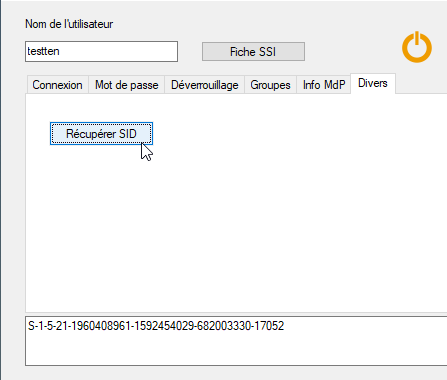 Nom de l'utilisateur
testten
Fiche SSI
Connexion Mot de passe Déverrouillage Groupes Info MdP Divers
Récupérer SID
S-1-5-21-1960408961-1592454029-682003330-17052